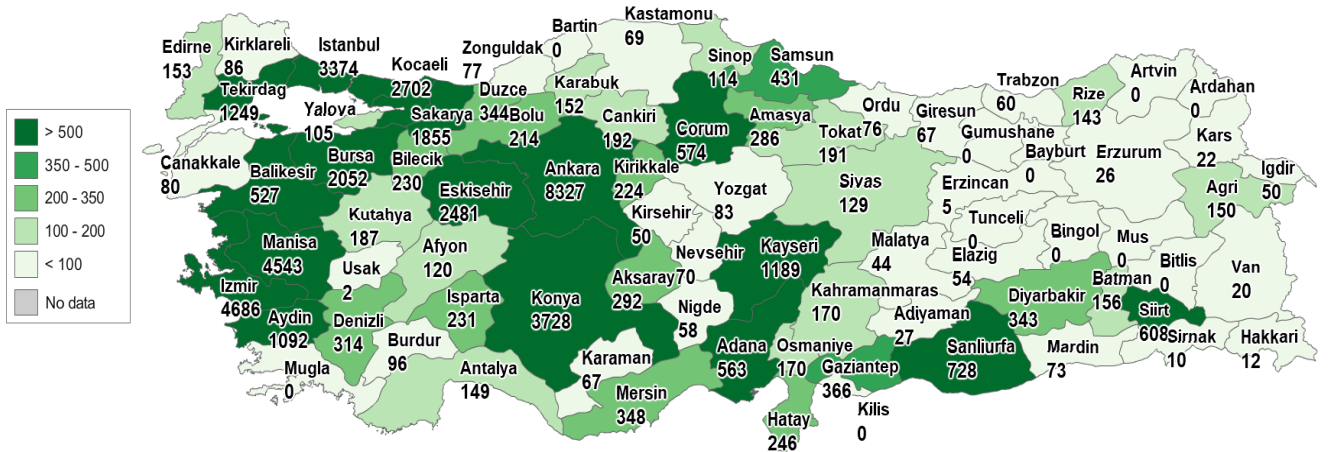 > 500
350 - 500
200 - 350
100 - 200
< 100
No data
Edirne
153
Kirklareli
86
Istanbul
3374
Tekirdag
1249
Kocaeli
2702
Yalova
105
Zonguldak
77
Bartin
0
Kastamonu
69
Karabuk
152
Duzce
344
Bolu
214
Sakarya
1855
Sinop
114
Samsun
431
Cankiri
192
Corum
574
Amasya
286
Ordu
76
Giresun
67
Trabzon
60
Rize
143
Artvin
0
Ardahan
0
Kars
22
Igdir
50
Agri
150
Gumushane
0
Bayburt
0
Erzurum
26
Erzincan
5
Tokat
191
Sivas
129
Canakkale
80
Balikesir
527
Bursa
2052
Bilecik
230
Eskisehir
2481
Ankara
8327
Kirikkale
224
Yozgat
83
Kirsehir
50
Nevsehir
70
Kayseri
1189
Kutahya
187
Manisa
4543
Usak
2
Afyon
120
Izmir
4686
Aydin
1092
Denizli
314
Isparta
231
Burdur
96
Mugla
0
Antalya
149
Konya
3728
Aksaray
292
Nigde
58
Karaman
67
Mersin
348
Adana
563
Osmaniye
170
Kahramanmaras
170
Hatay
246
Gaziantep
366
Kilis
0
Adiyaman
27
Malatya
44
Elazig
54
Tunceli
0
Bingol
0
Mus
0
Bitlis
0
Van
20
Diyarbakir
343
Batman
156
Siirt
608
Sirnak
10
Hakkari
12
Mardin
73
Sanliurfa
728